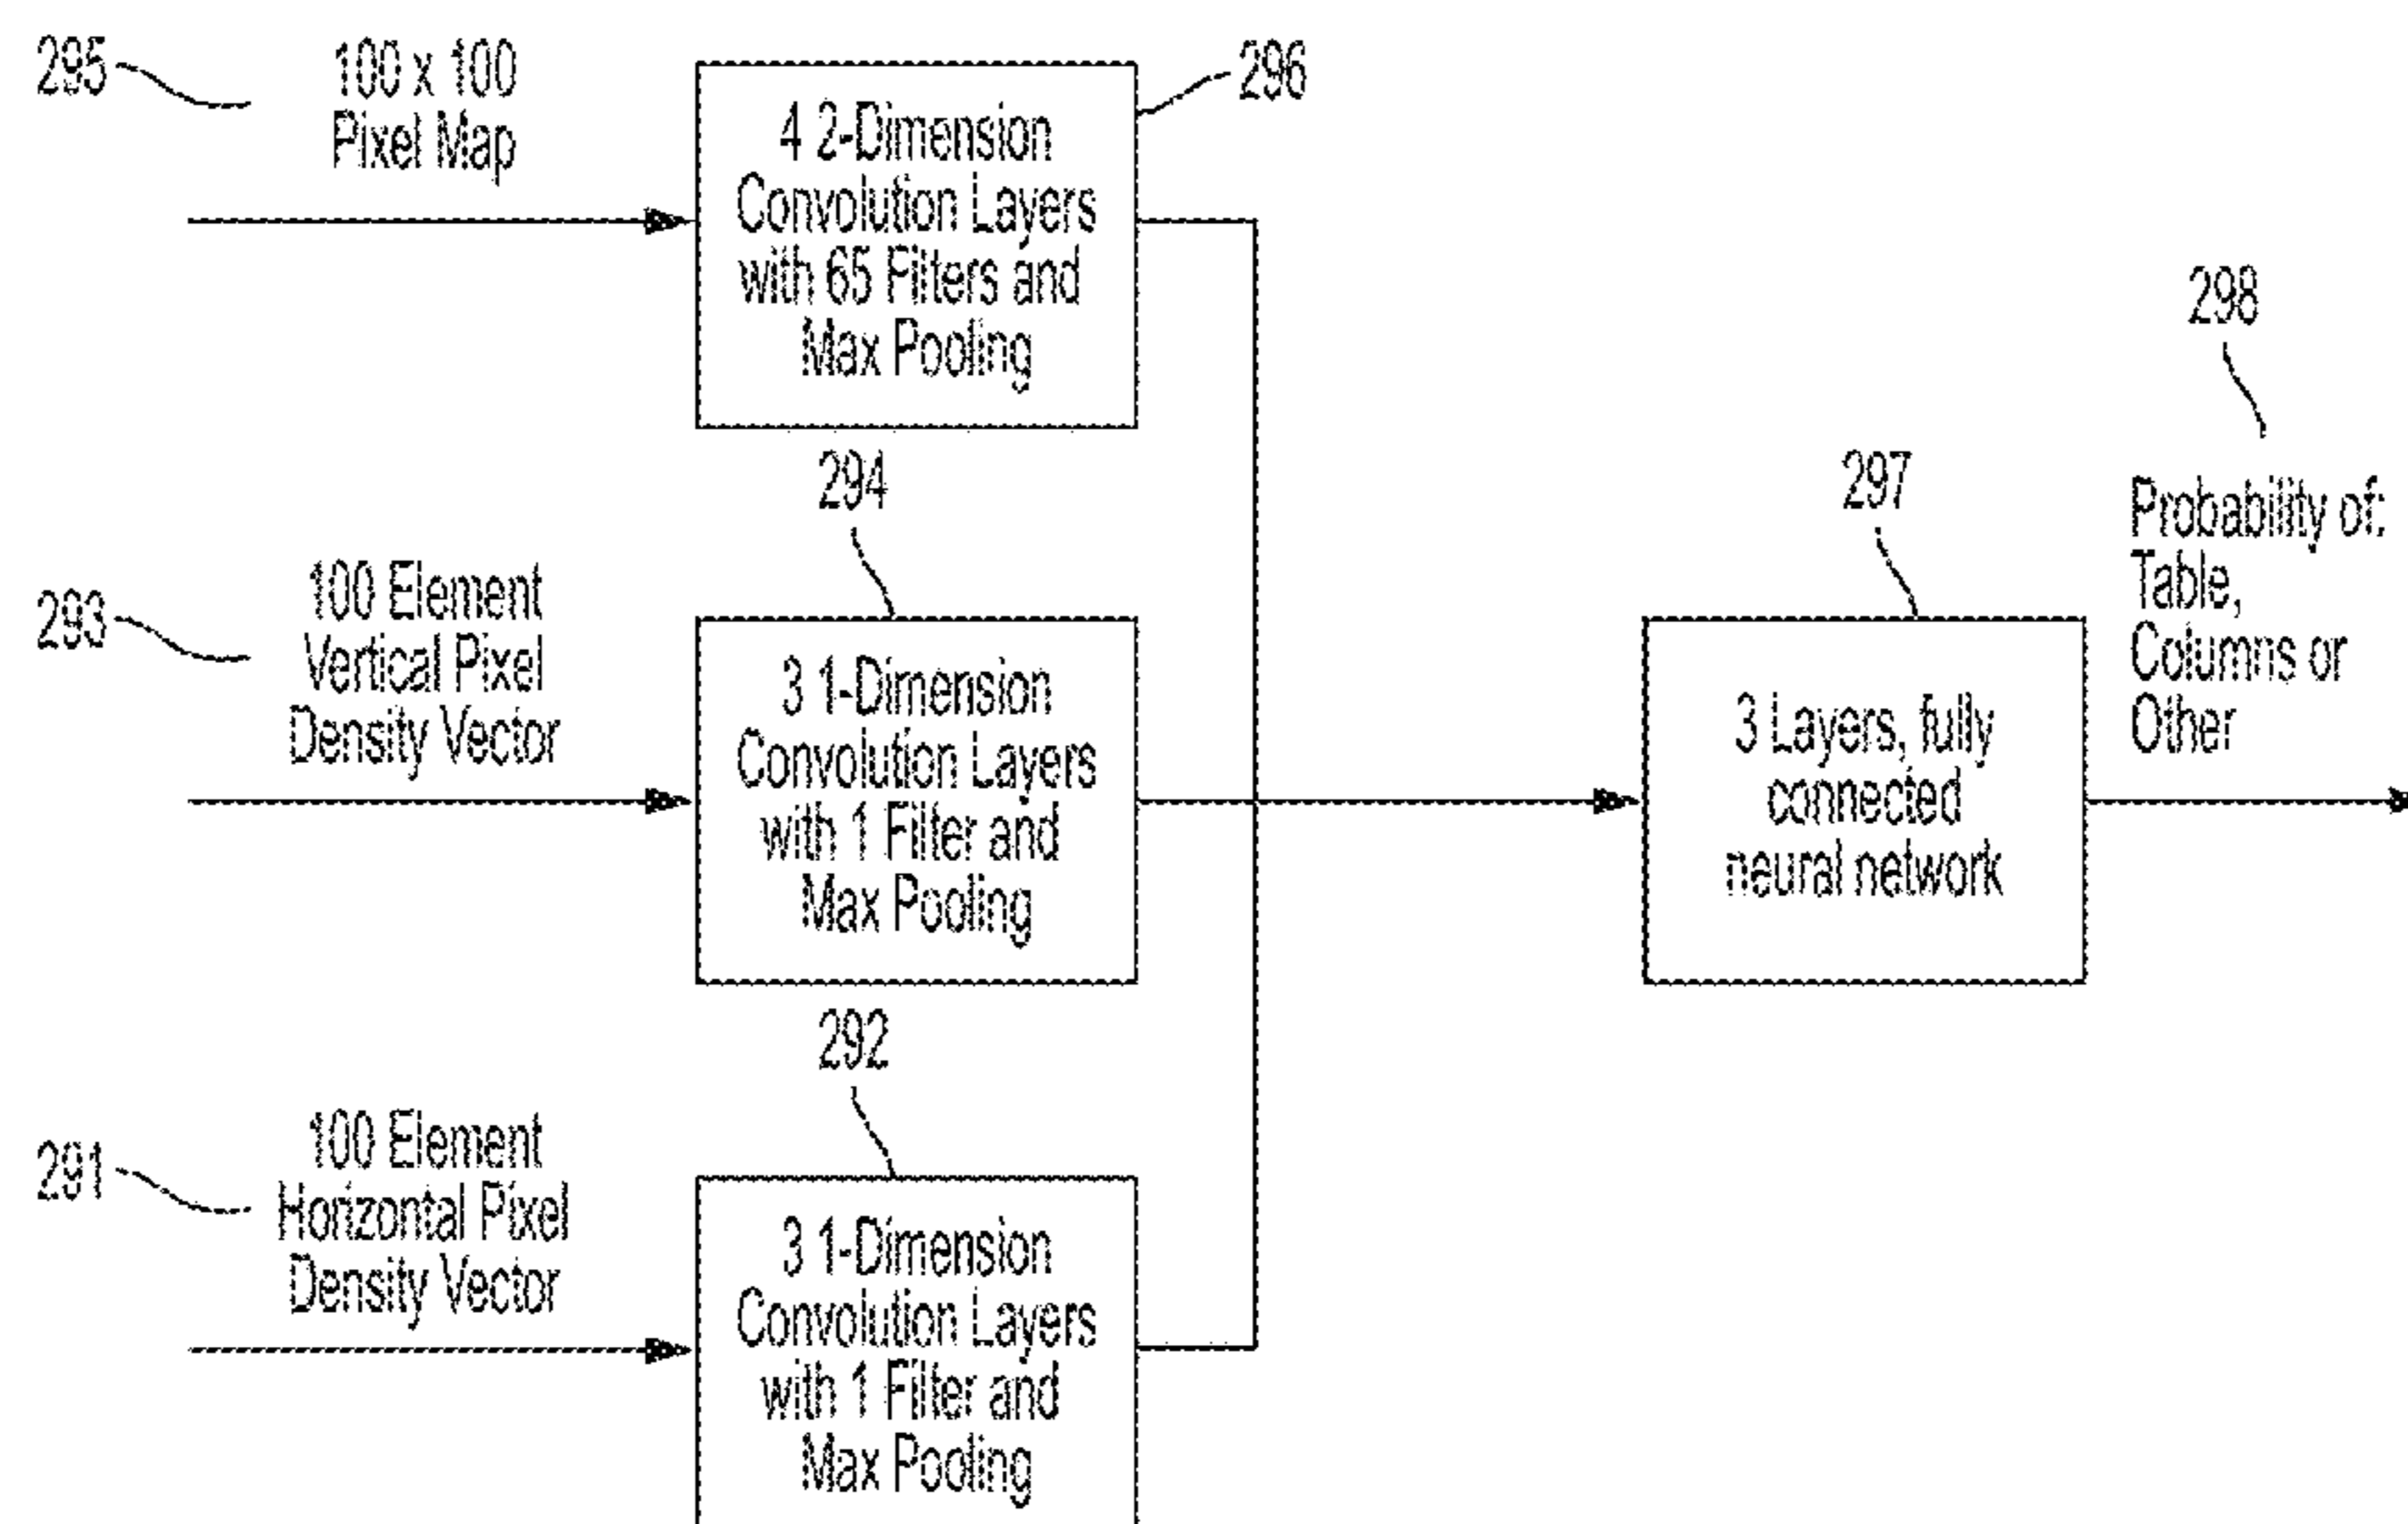 295
100 x 100
Pixel Map
4 2-Dimension
Convolution Layers
with 65 Filters and
Max Pooling
296
293
100 Element
Vertical Pixel
Density Vector
294
3 1-Dimension
Convolution Layers
with 1 Filter and
Max Pooling
291
100 Element
Horizontal Pixel
Density Vector
292
3 1-Dimension
Convolution Layers
with 1 Filter and
Max Pooling
297
3 Layers, fully
connected
neural network
298
Probability of:
Table,
Columns or
Other